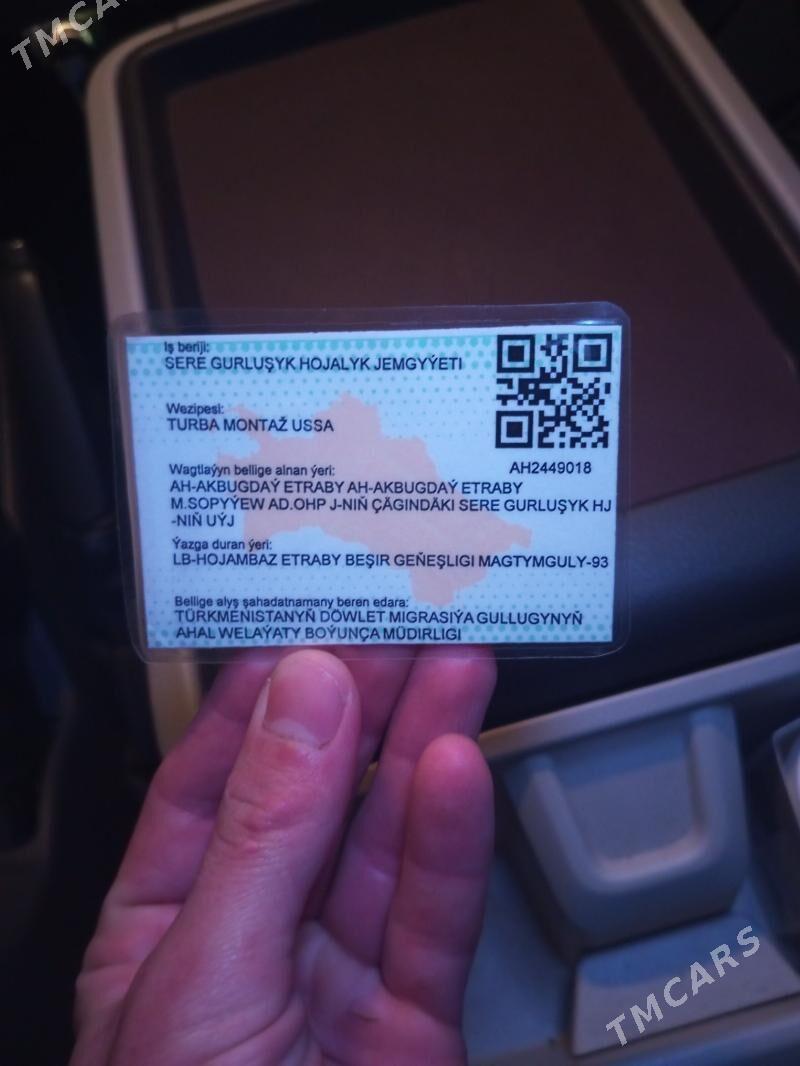 TMCARS
Iş beriji:
SERE GURLUŞYK HOJALYK JEMGYÝETI
Wezipesi:
TURBA MONTAŽ USSA
AH2449018
Wagtlaýyn bellige alnan ýeri:
AH-AKBUGDAÝ ETRABY AH-AKBUGDAÝ ETRABY
M.SOPYÝEW AD.OHP J-NIŇ ÇÄGINDÄKI SERE GURLUŞYK HJ
-NIŇ UÝJ
Ýazga duran ýeri:
LB-HOJAMBAZ ETRABY BEŞIR GEŇEŞLIGI MAGTYMGULY-93
Bellige alyş şahadatnamany beren edara:
TÜRKMENISTANYŇ DÖWLET MIGRASIÝA GULLUGYNYŇ
AHAL WELAÝATY BOÝUNÇA MÜDIRLIGI
TMCARS